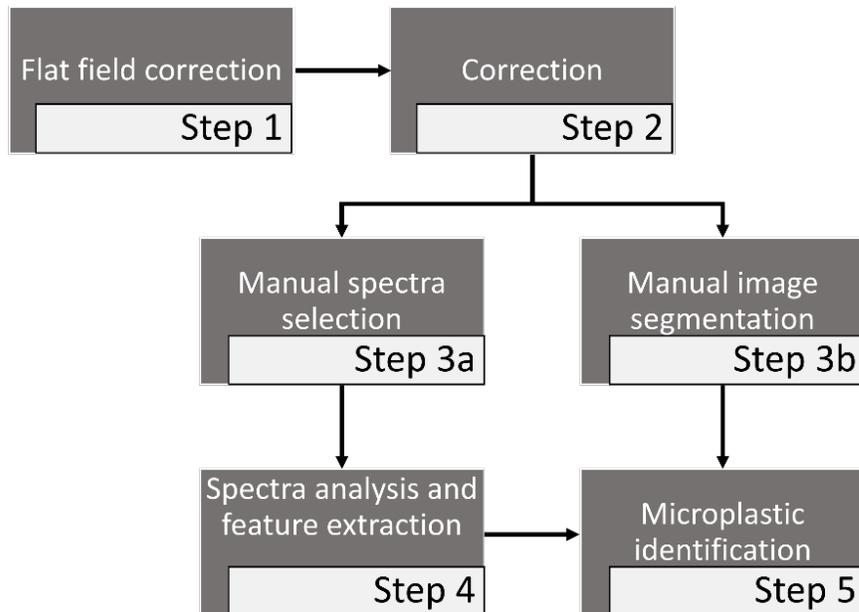 Flat field correction
Step 1
Correction
Step 2
Manual spectra
selection
Step 3a
Manual image
segmentation
Step 3b
Spectra analysis and
feature extraction
Step 4
Microplastic
identification
Step 5